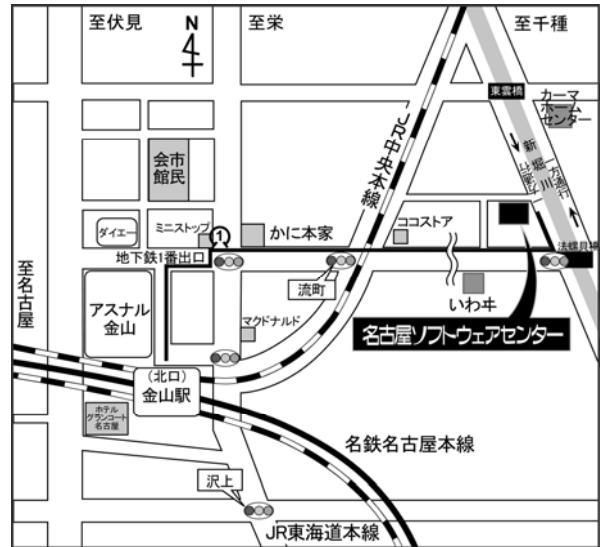 至伏見
N
至栄
至千種
東雲橋
カーマ
ホーム
センター
JR中央本線
新堀川
一方通行
一方通行
市民
会館
ダイエー
ミニストップ
1
かに本家
ココストア
地下鉄1番出口
法螺貝橋
至名古屋
アスナル
金山
流町
マクドナルド
いわヰ
名古屋ソフトウェアセンター
(北口)
金山駅
ホテル
グランコート
名古屋
名鉄名古屋本線
沢上
JR東海道本線